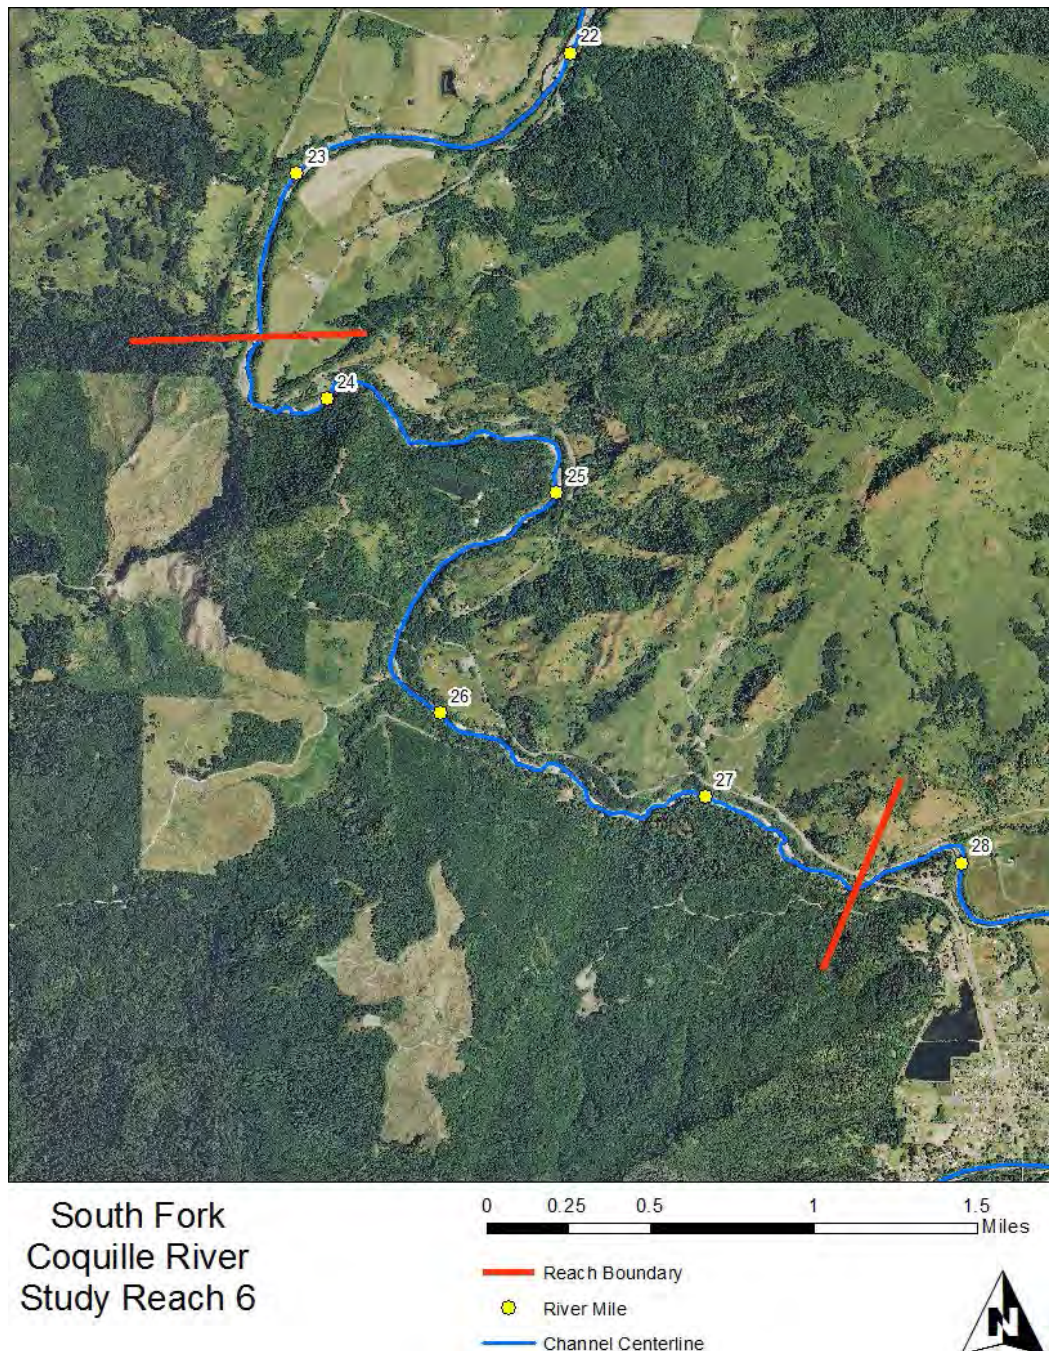 22
23
24
25
26
27
28
South Fork
Coquille River
Study Reach 6
0 0.25 0.5 1 1.5
Miles
Reach Boundary
River Mile
Channel Centerline
N